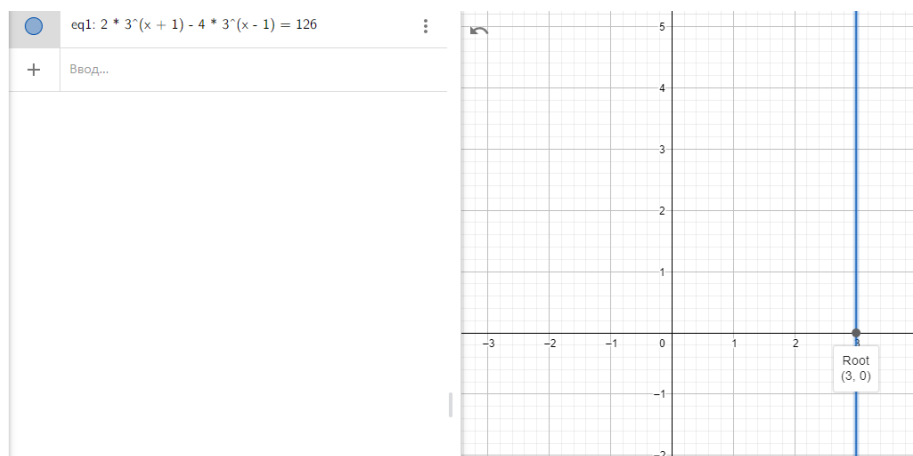 eq1: 2 * 3^(x + 1) - 4 * 3^(x - 1) = 126
Ввод...
5
4
3
2
1
–3 –2 –1 0 1 2 3
Root
(3, 0)
–1
–2